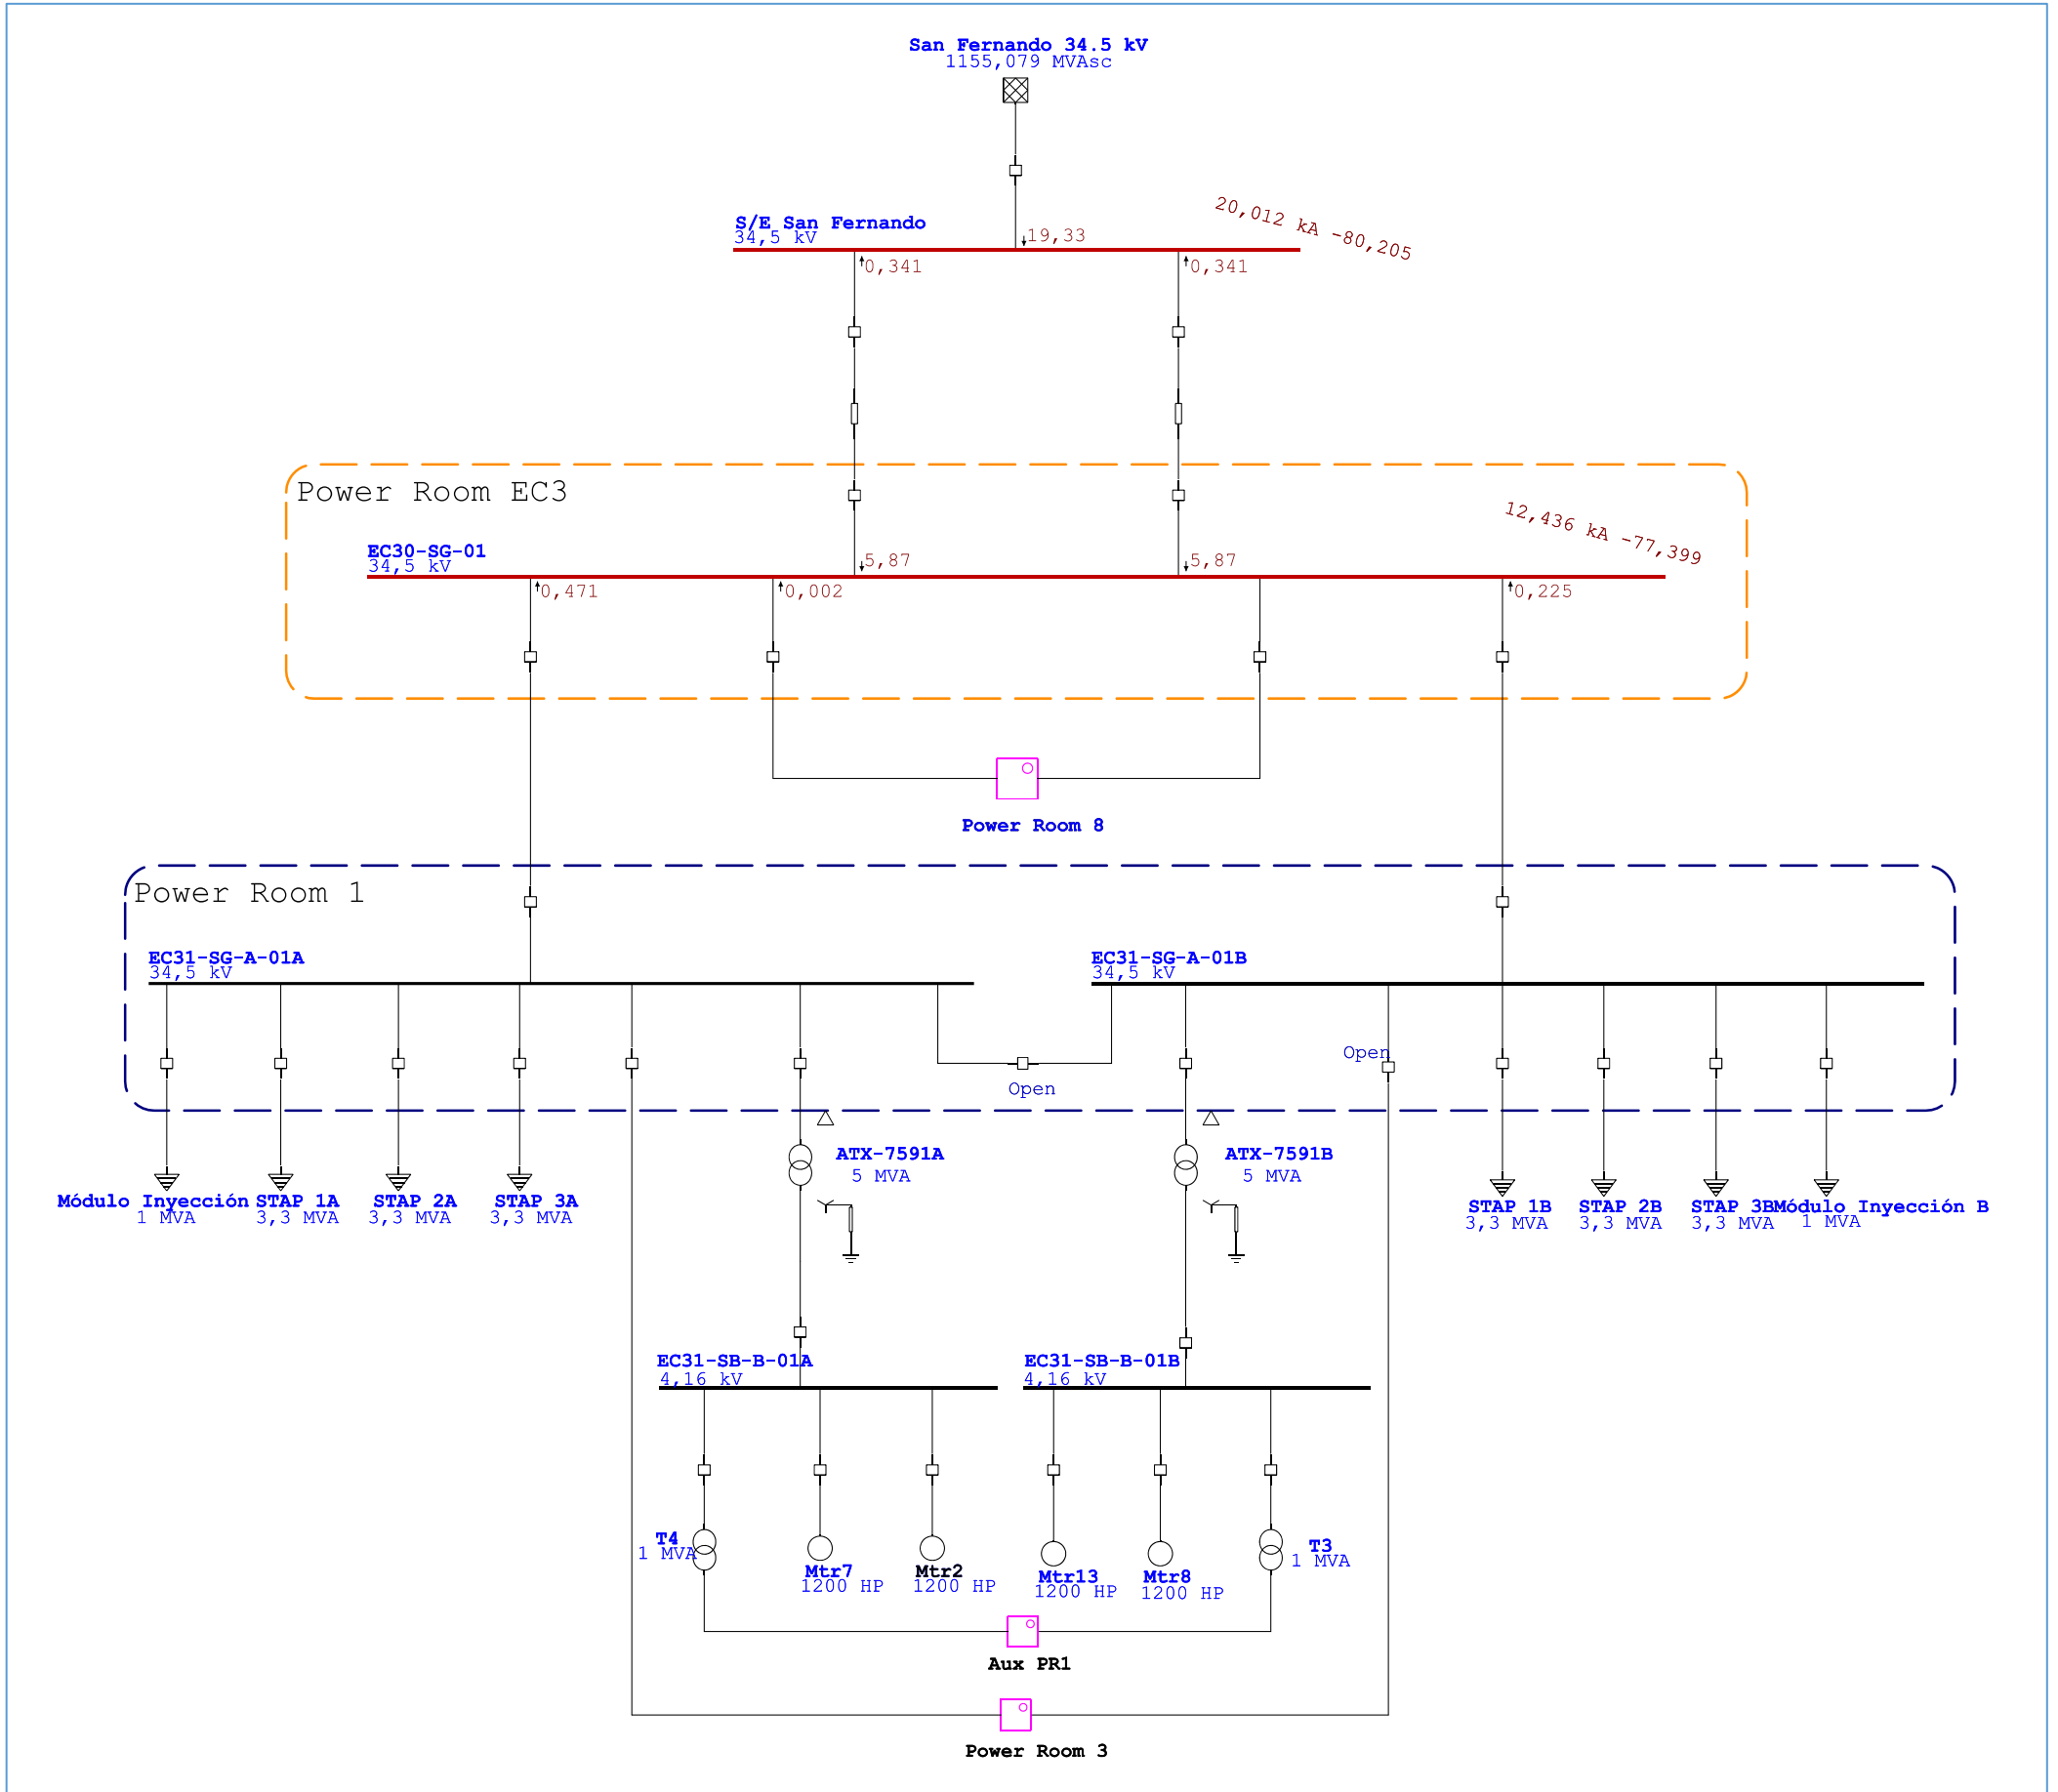 San Fernando 34.5 kV
1155,079 MVAsc
S/E San Fernando
34,5 kV
19,33
20,012 kA -80,205
0,341
0,341
Power Room EC3
EC30-SG-01
34,5 kV
5,87
5,87
12,436 kA -77,399
0,471
0,002
0,225
Power Room 8
Power Room 1
EC31-SG-A-01A
34,5 kV
EC31-SG-A-01B
34,5 kV
Open
Open
ATX-7591A
5 MVA
ATX-7591B
5 MVA
Módulo Inyección
1 MVA
STAP 1A
3,3 MVA
STAP 2A
3,3 MVA
STAP 3A
3,3 MVA
STAP 1B
3,3 MVA
STAP 2B
3,3 MVA
STAP 3B
3,3 MVA
Módulo Inyección B
1 MVA
EC31-SB-B-01A
4,16 kV
EC31-SB-B-01B
4,16 kV
T4
1 MVA
Mtr7
1200 HP
Mtr2
1200 HP
Mtr13
1200 HP
Mtr8
1200 HP
T3
1 MVA
Aux PR1
Power Room 3